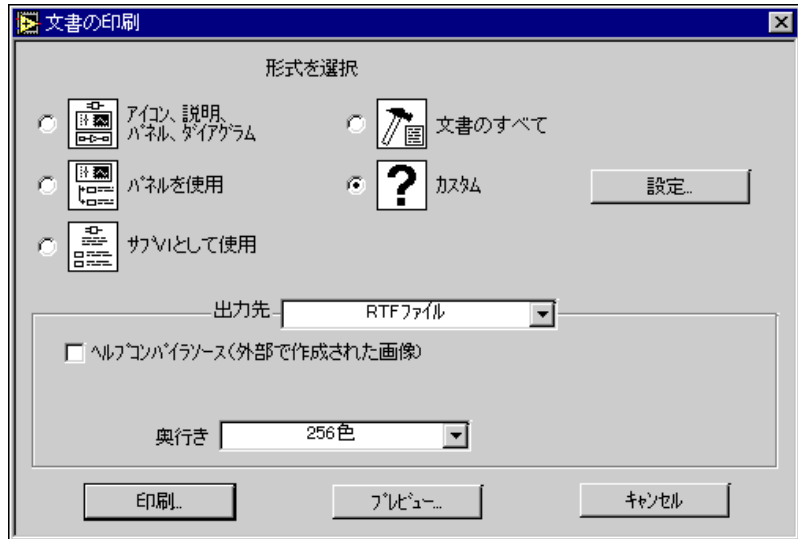 文書の印刷
形式を選択
ｱｲｺﾝ、説明、
ﾊﾟﾈﾙ、ﾀﾞｲｱｸﾞﾗﾑ
文書のすべて
ﾊﾟﾈﾙを使用
ｶｽﾀﾑ
設定...
ｻﾌﾞVIとして使用
出力先
RTFﾌｧｲﾙ
ﾍﾙﾌﾟｺﾝﾊﾟｲﾗｿｰｽ(外部で作成された画像)
奥行き
256色
印刷...
ﾌﾟﾚﾋﾞｭｰ...
ｷｬﾝｾﾙ